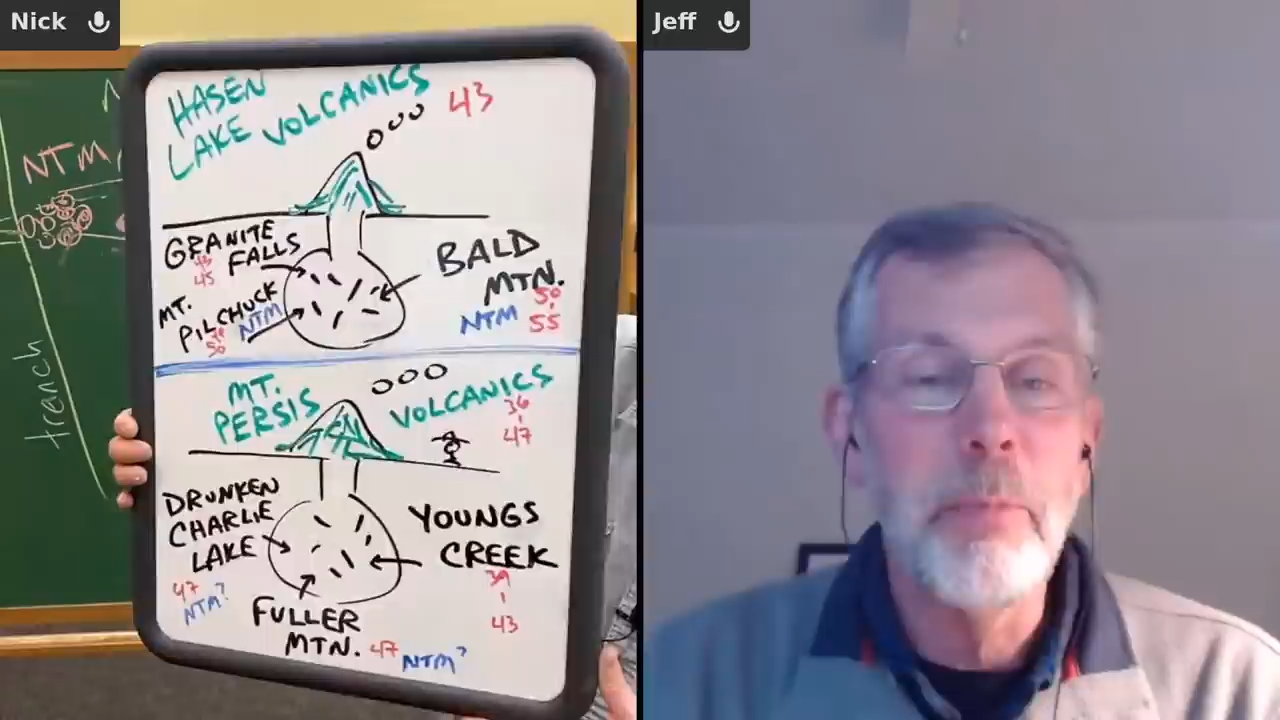 Nick
Jeff
HASEN
LAKE VOLCANICS 43
GRANITE
FALLS
45
BALD
MTN.
MT.
PILCHUCK
NTM
50
50
NTM 55
MT.
PERSIS
VOLCANICS
36
47
DRUNKEN
CHARLIE
LAKE
47
NTM?
YOUNGS
CREEK
39
43
FULLER
MTN. 47 NTM?
NTM
trench